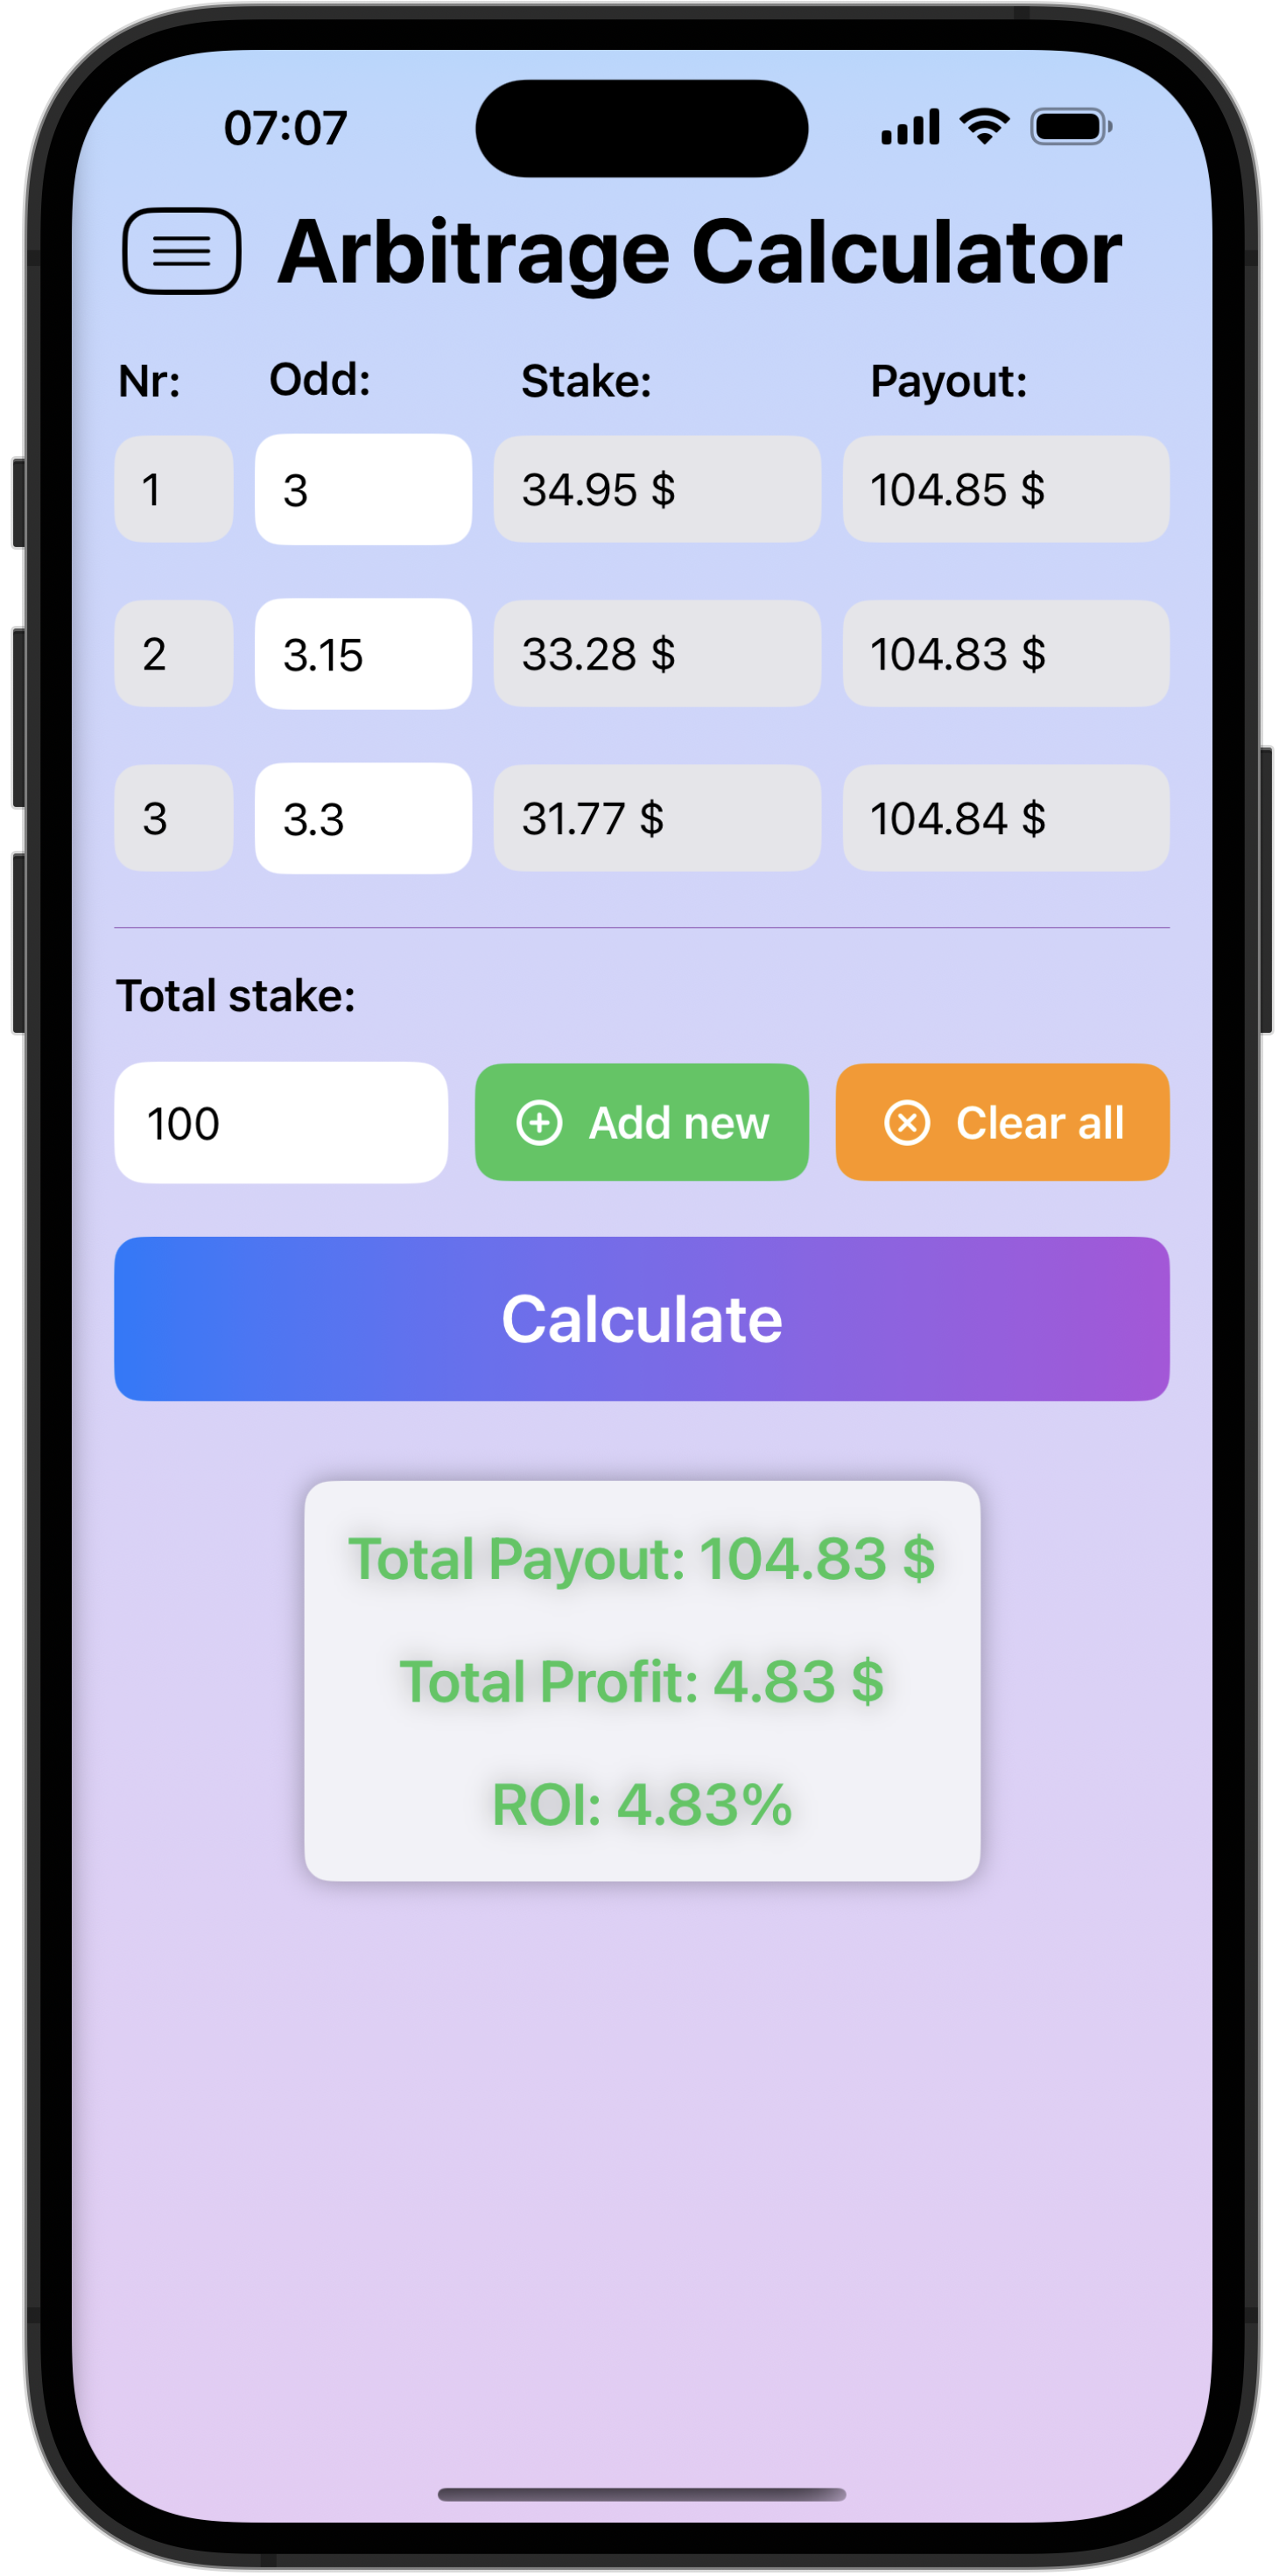 07:07
Arbitrage Calculator
Nr: Odd: Stake: Payout:
1 3 34.95 $ 104.85 $
2 3.15 33.28 $ 104.83 $
3 3.3 31.77 $ 104.84 $
Total stake:
100 Add new Clear all
Calculate
Total Payout: 104.83 $
Total Profit: 4.83 $
ROI: 4.83%